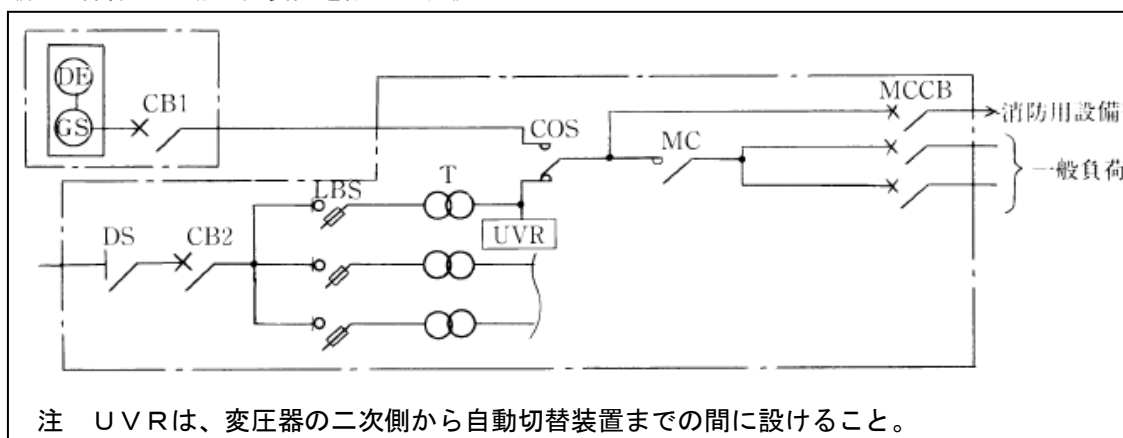 DE
GS
CB1
COS
MC
MCCB
消防用設備
一般負荷
LBS
T
UVR
DS
CB2
注 UVRは、変圧器の二次側から自動切替装置までの間に設けること。